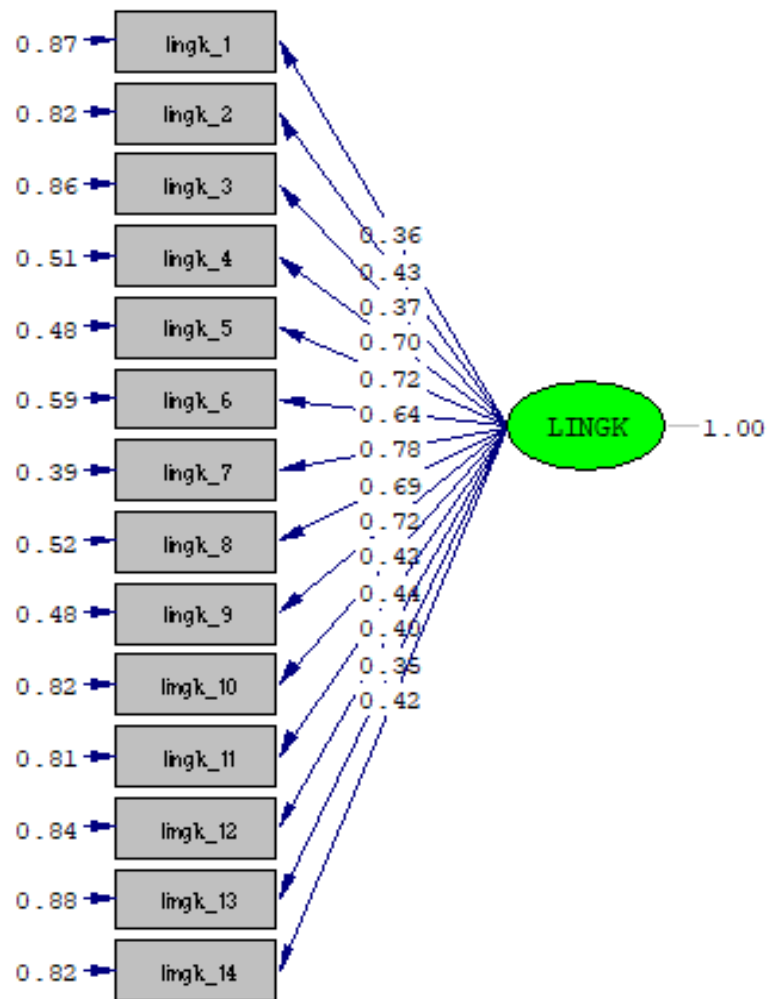 0.87 lingk_1
0.82 lingk_2
0.86 lingk_3
0.51 lingk_4
0.48 lingk_5
0.59 lingk_6
0.39 lingk_7
0.52 lingk_8
0.48 lingk_9
0.82 lingk_10
0.81 lingk_11
0.84 lingk_12
0.88 lingk_13
0.82 lingk_14
0.36
0.43
0.37
0.70
0.72
0.64
0.78
0.69
0.72
0.42
0.44
0.40
0.35
0.42
LINGK 1.00